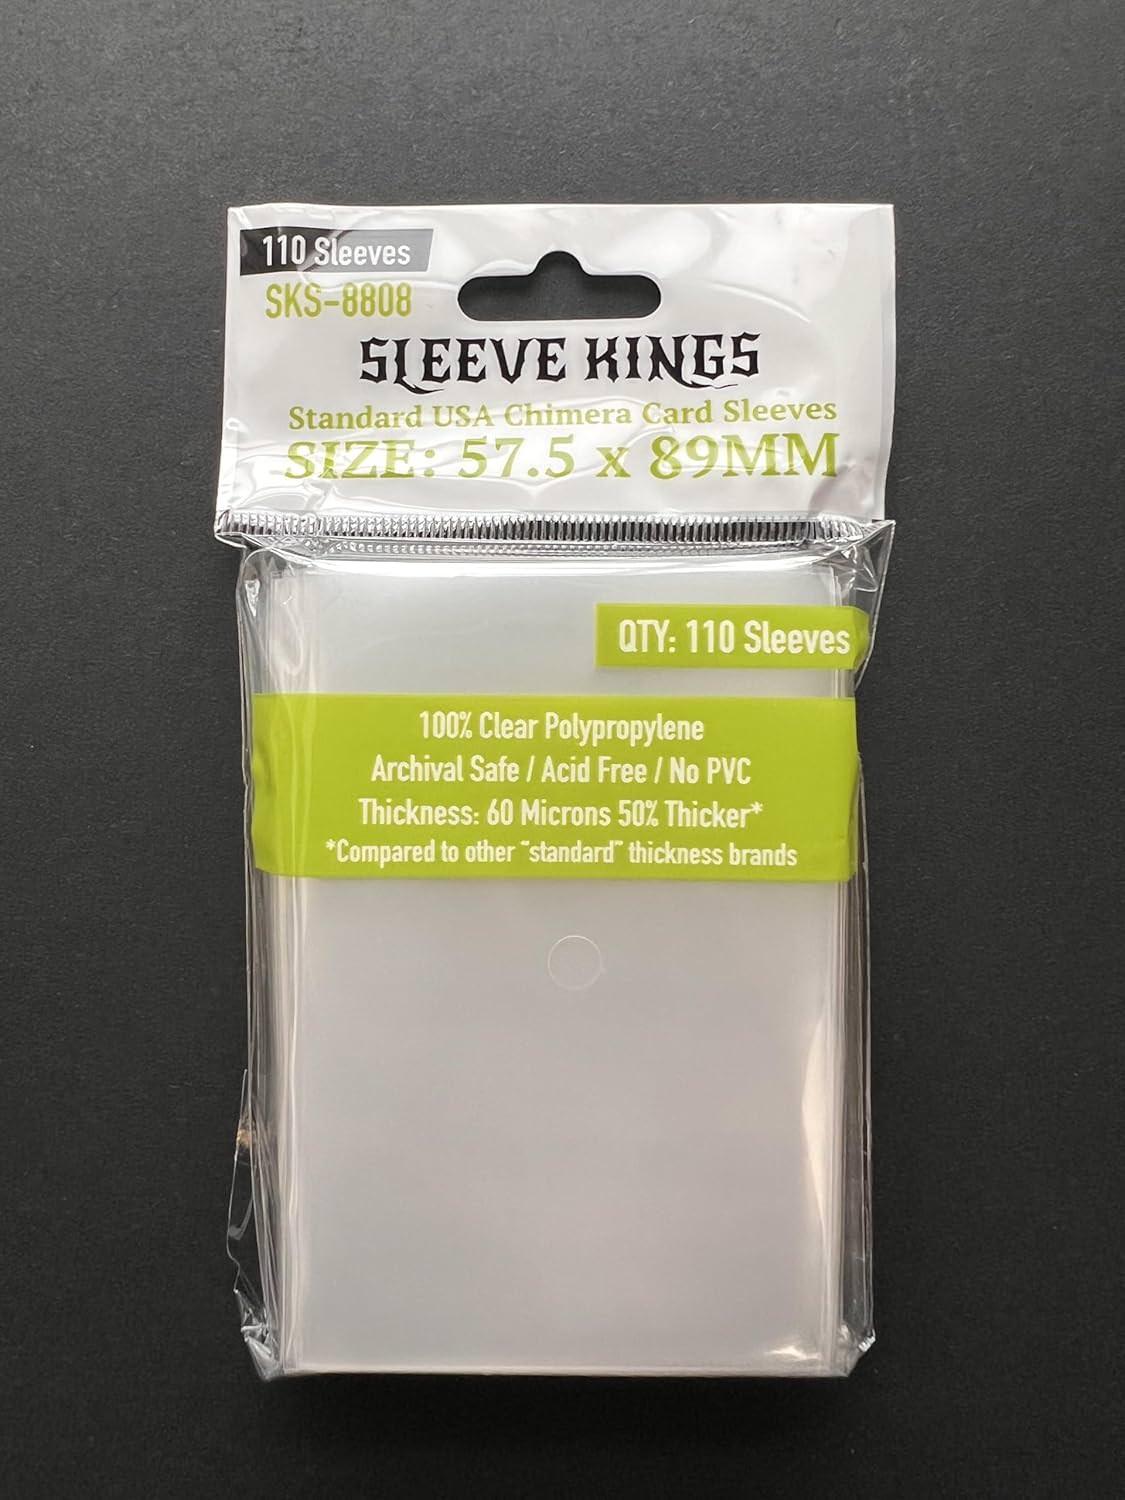 110 Sleeves
SKS-8808
SLEEVE KINGS
Standard USA Chimera Card Sleeves
SIZE: 57.5 x 89MM
QTY: 110 Sleeves
100% Clear Polypropylene
Archival Safe / Acid Free / No PVC
Thickness: 60 Microns 50% Thicker*
*Compared to other "standard" thickness brands